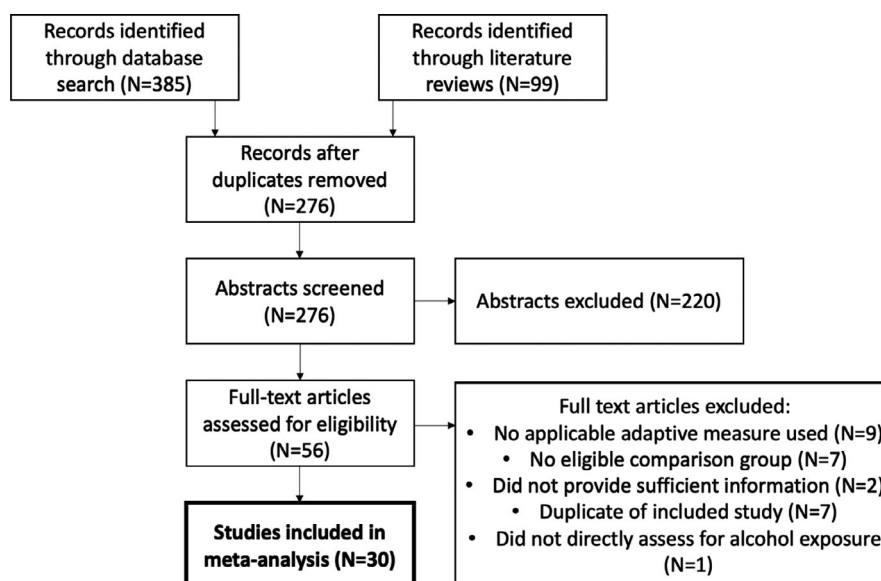 Records identified
through database
search (N=385)
Records identified
through literature
reviews (N=99)
Records after
duplicates removed
(N=276)
Abstracts screened
(N=276)
Abstracts excluded (N=220)
Full-text articles
assessed for eligibility
(N=56)
Full text articles excluded:
• No applicable adaptive measure used (N=9)
• No eligible comparison group (N=7)
• Did not provide sufficient information (N=2)
• Duplicate of included study (N=7)
• Did not directly assess for alcohol exposure
(N=1)
Studies included in
meta-analysis (N=30)